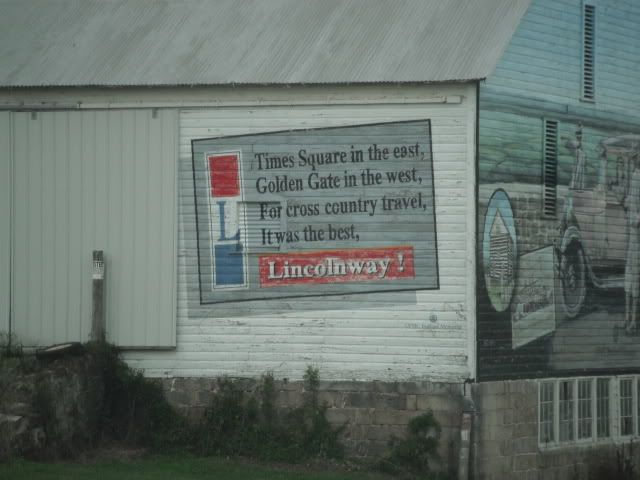 Times Square in the east,
Golden Gate in the west,
For cross country travel,
It was the best,
Lincolnway !
L